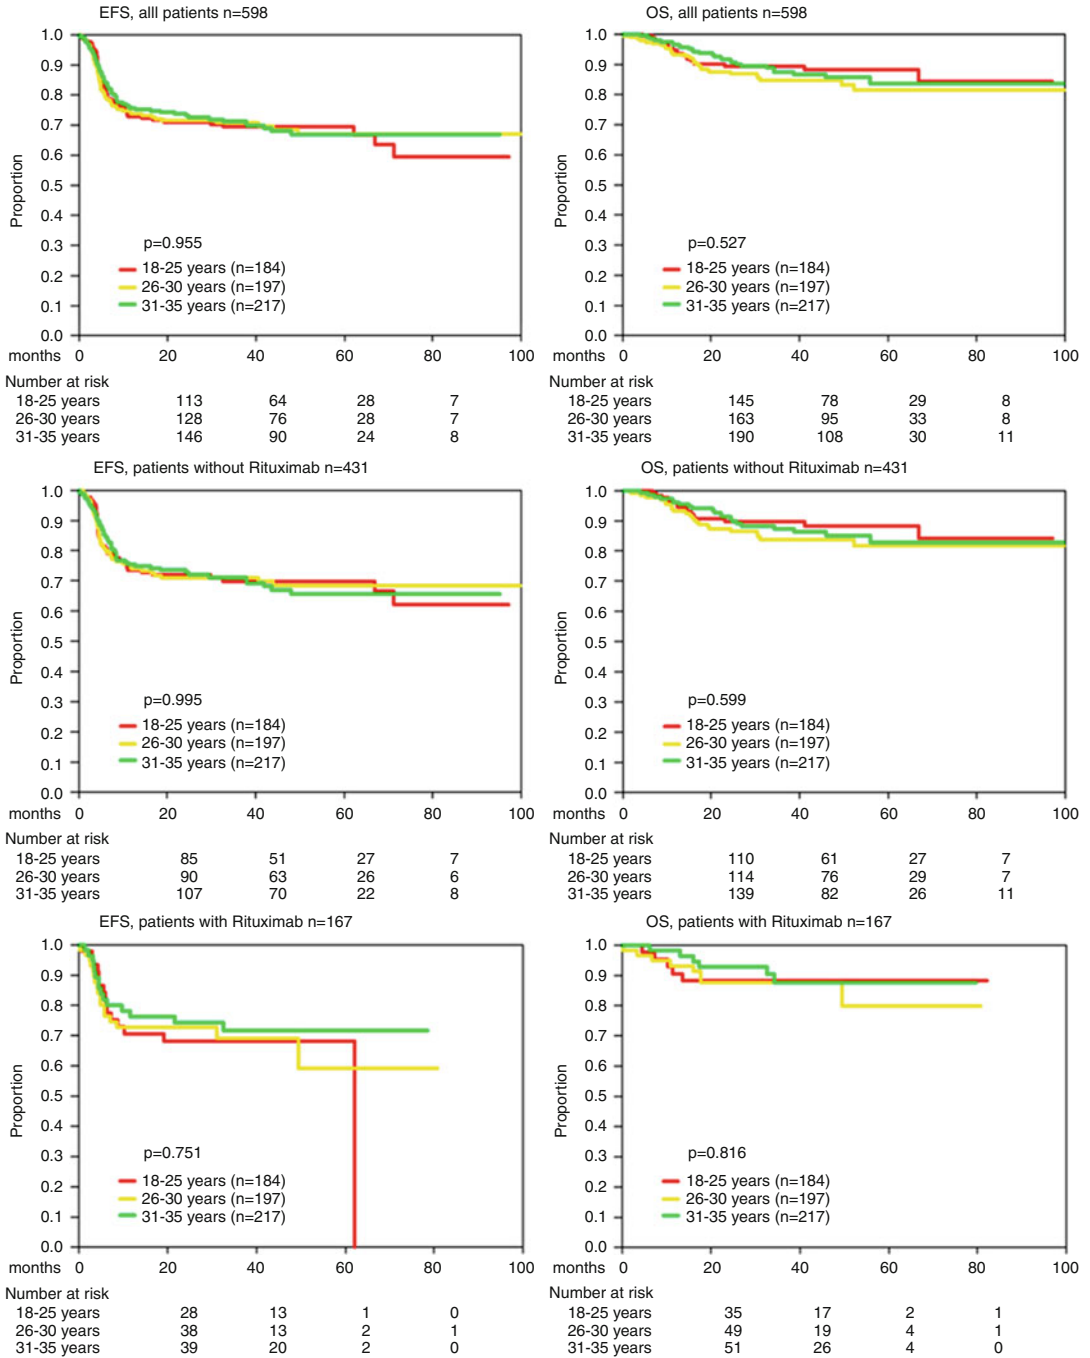 EFS, alll patients n=598
1.0
0.9
0.8
0.7
0.6
0.5
0.4
0.3
0.2
0.1
0.0
Proportion
p=0.955
18-25 years (n=184)
26-30 years (n=197)
31-35 years (n=217)
months 0 20 40 60 80 100
Number at risk
18-25 years 113 64 28 7
26-30 years 128 76 28 7
31-35 years 146 90 24 8
OS, alll patients n=598
1.0
0.9
0.8
0.7
0.6
0.5
0.4
0.3
0.2
0.1
0.0
Proportion
p=0.527
18-25 years (n=184)
26-30 years (n=197)
31-35 years (n=217)
months 0 20 40 60 80 100
Number at risk
18-25 years 145 78 29 8
26-30 years 163 95 33 8
31-35 years 190 108 30 11
EFS, patients without Rituximab n=431
1.0
0.9
0.8
0.7
0.6
0.5
0.4
0.3
0.2
0.1
0.0
Proportion
p=0.995
18-25 years (n=184)
26-30 years (n=197)
31-35 years (n=217)
months 0 20 40 60 80 100
Number at risk
18-25 years 85 51 27 7
26-30 years 90 63 26 6
31-35 years 107 70 22 8
OS, patients without Rituximab n=431
1.0
0.9
0.8
0.7
0.6
0.5
0.4
0.3
0.2
0.1
0.0
Proportion
p=0.599
18-25 years (n=184)
26-30 years (n=197)
31-35 years (n=217)
months 0 20 40 60 80 100
Number at risk
18-25 years 110 61 27 7
26-30 years 114 76 29 7
31-35 years 139 82 26 11
EFS, patients with Rituximab n=167
1.0
0.9
0.8
0.7
0.6
0.5
0.4
0.3
0.2
0.1
0.0
Proportion
p=0.751
18-25 years (n=184)
26-30 years (n=197)
31-35 years (n=217)
months 0 20 40 60 80 100
Number at risk
18-25 years 28 13 1 0
26-30 years 38 13 2 1
31-35 years 39 20 2 0
OS, patients with Rituximab n=167
1.0
0.9
0.8
0.7
0.6
0.5
0.4
0.3
0.2
0.1
0.0
Proportion
p=0.816
18-25 years (n=184)
26-30 years (n=197)
31-35 years (n=217)
months 0 20 40 60 80 100
Number at risk
18-25 years 35 17 2 1
26-30 years 49 19 4 1
31-35 years 51 26 4 0